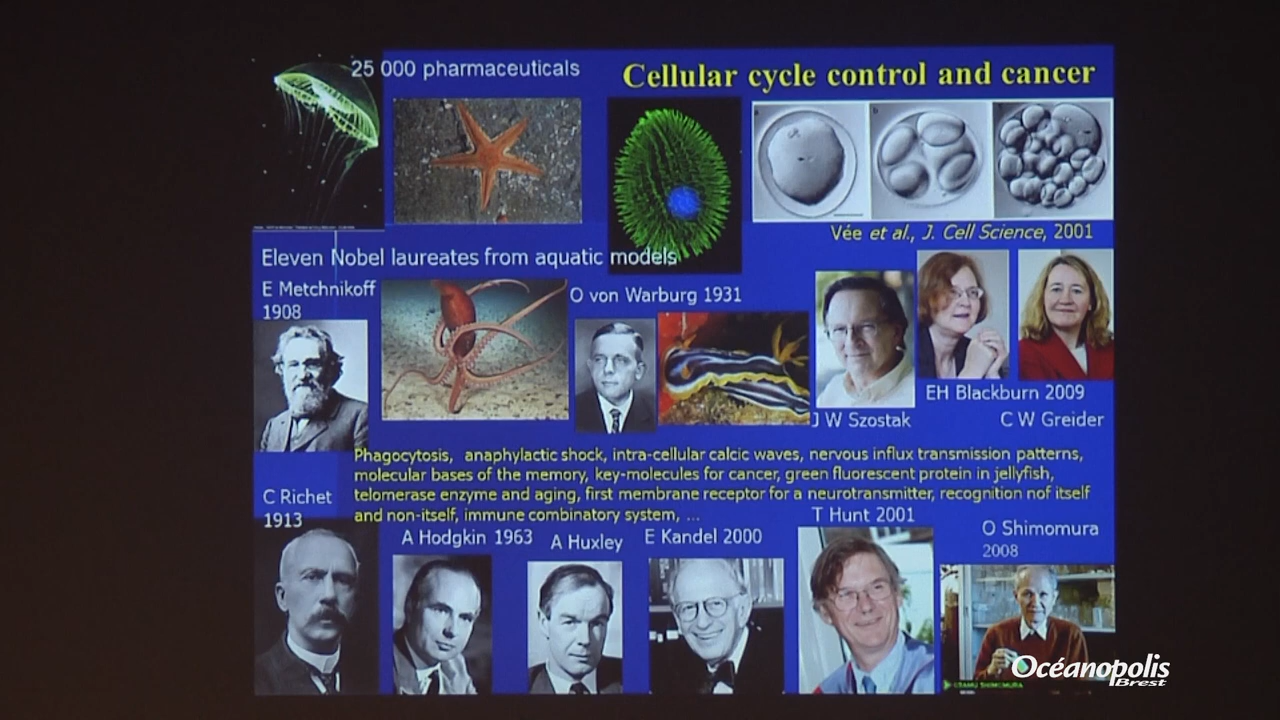 25 000 pharmaceuticals
Cellular cycle control and cancer
a
b
Vée et al., J. Cell Science, 2001
Eleven Nobel laureates from aquatic models
E Metchnikoff
1908
O von Warburg 1931
EH Blackburn 2009
J W Szostak
C W Greider
Phagocytosis, anaphylactic shock, intra-cellular calcic waves, nervous influx transmission patterns,
molecular bases of the memory, key-molecules for cancer, green fluorescent protein in jellyfish,
telomerase enzyme and aging, first membrane receptor for a neurotransmitter, recognition nof itself
and non-itself, immune combinatory system, ...
C Richet
1913
A Hodgkin 1963
A Huxley
E Kandel 2000
T Hunt 2001
O Shimomura
2008
OSAMU SHIMOMURA
Océanopolis
Brest